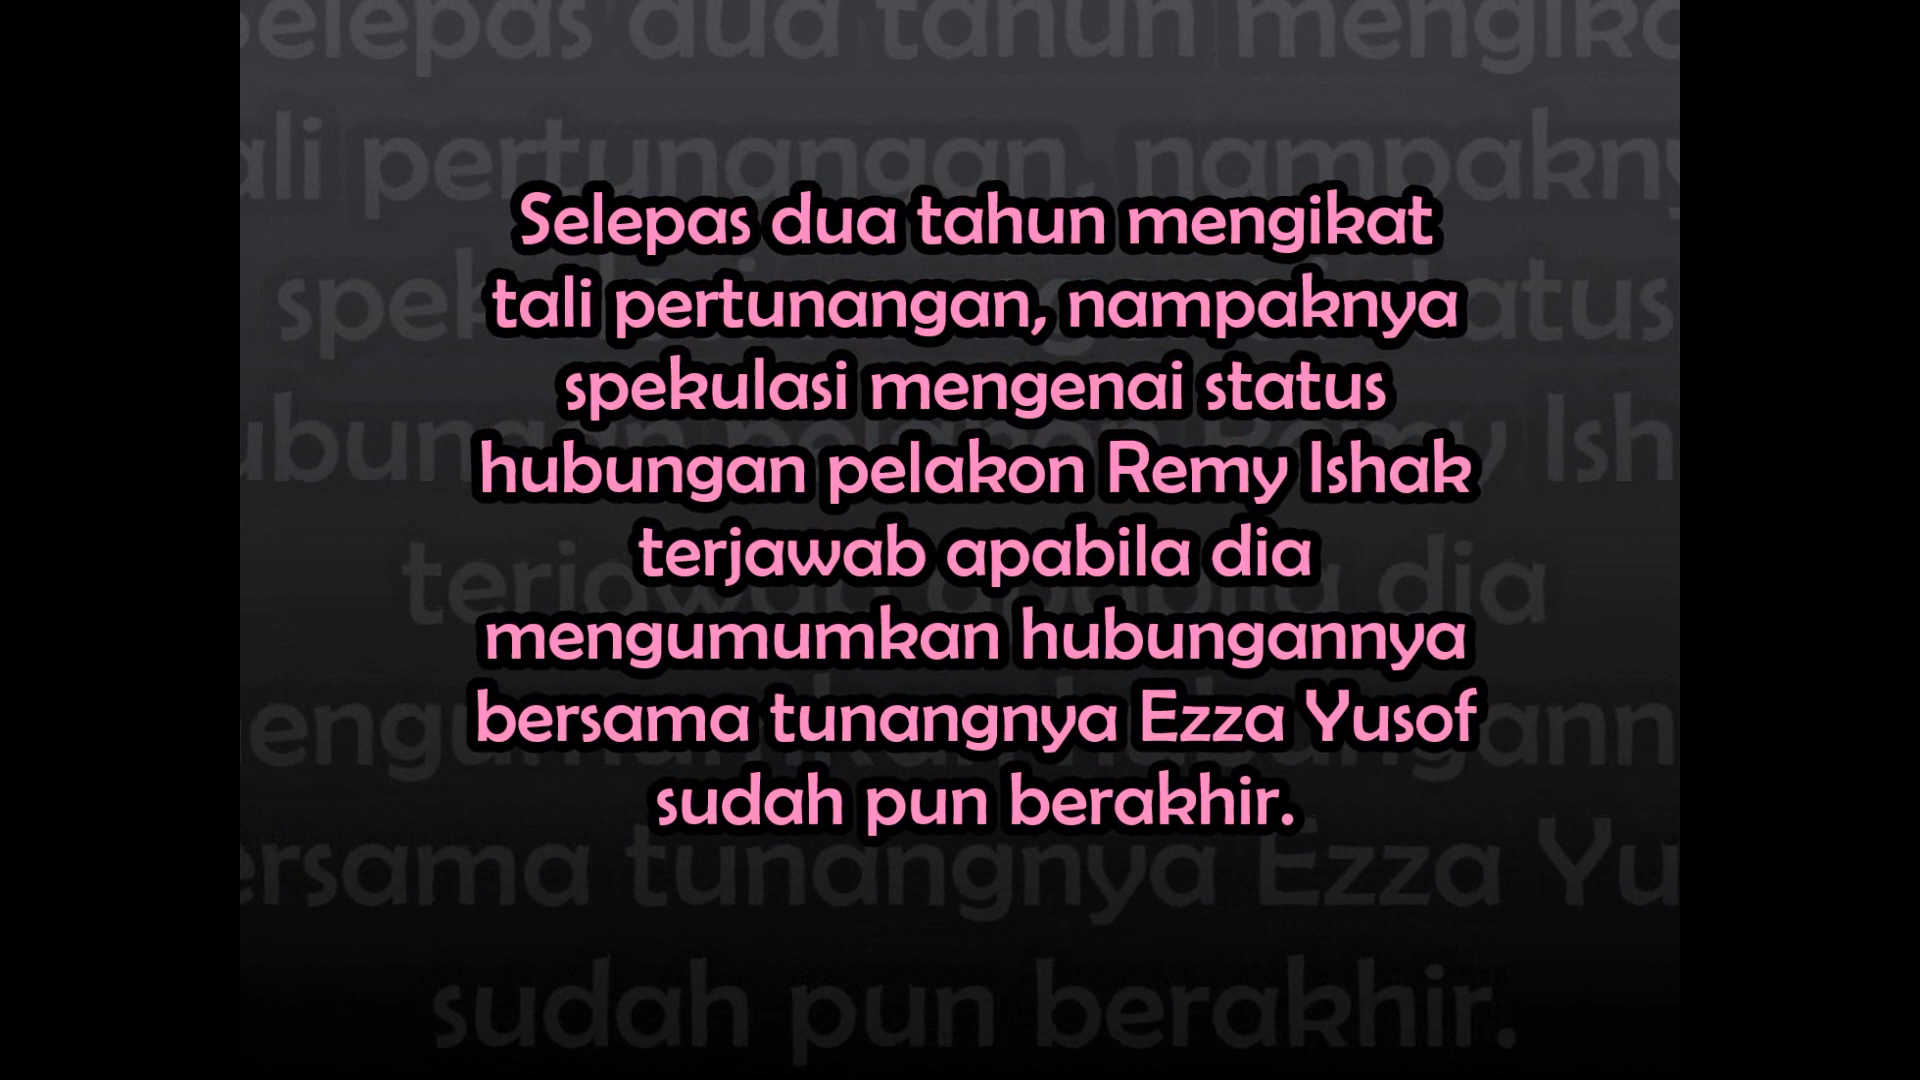 Selepas dua tahun mengikat
tali pertunangan, nampaknya
spekulasi mengenai status
hubungan pelakon Remy Ishak
terjawab apabila dia
mengumumkan hubungannya
bersama tunangnya Ezza Yusof
sudah pun berakhir.